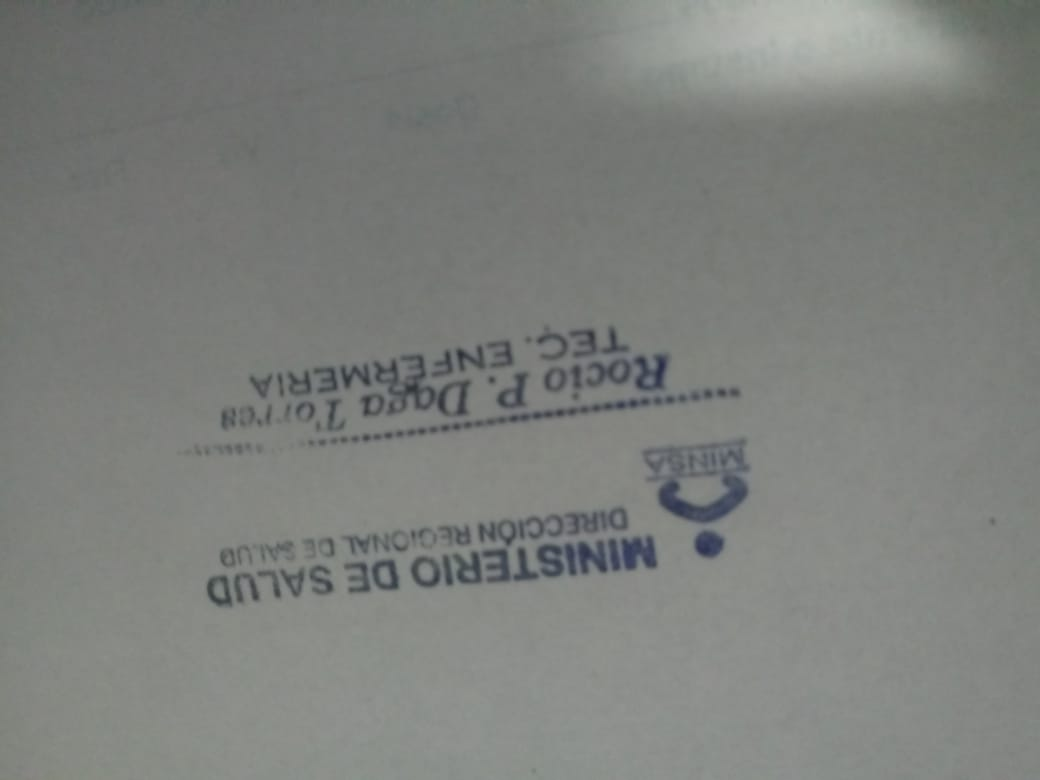 MINISTERIO DE SALUD
DIRECCIÓN REGIONAL DE SALUD
MINSA
Rocio P. Daga Torres
TEC. ENFERMERIA